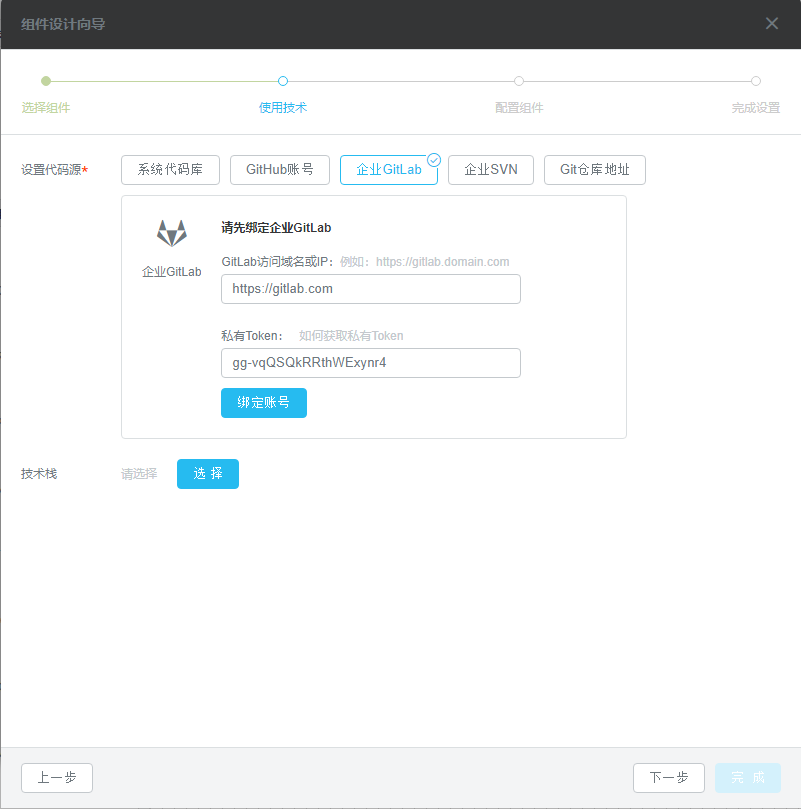 组件设计向导
选择组件 使用技术 配置组件 完成设置
设置代码源* 系统代码库 GitHub账号 企业GitLab 企业SVN Git仓库地址
企业GitLab
请先绑定企业GitLab
GitLab访问域名或IP：例如：https://gitlab.domain.com
https://gitlab.com
私有Token： 如何获取私有Token
gg-vqQSQkRRthWExynr4
绑定账号
技术栈 请选择 选 择
上一步 下一步 完 成